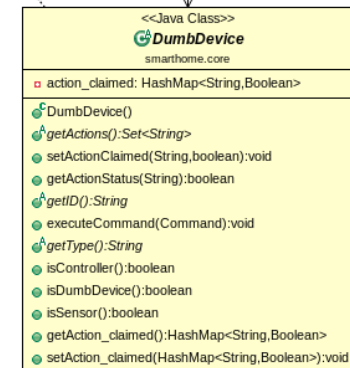 <<Java Class>>
DumbDevice
smarthome.core
action_claimed: HashMap<String,Boolean>
DumbDevice()
getActions():Set<String>
setActionClaimed(String,boolean):void
getActionStatus(String):boolean
getID():String
executeCommand(Command):void
getType():String
isController():boolean
isDumbDevice():boolean
isSensor():boolean
getAction_claimed():HashMap<String,Boolean>
setAction_claimed(HashMap<String,Boolean>):void